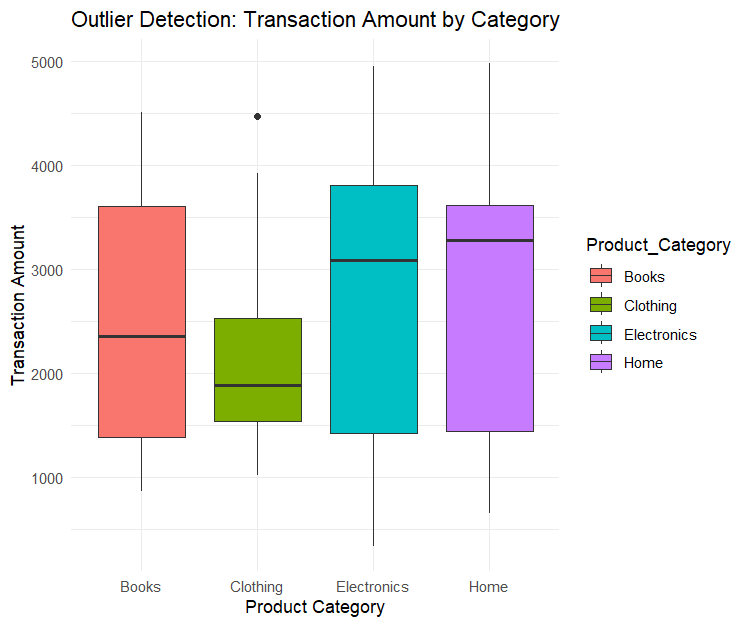 Outlier Detection: Transaction Amount by Category
5000
4000
3000
2000
1000
Transaction Amount
Books
Clothing
Electronics
Home
Product Category
Product_Category
Books
Clothing
Electronics
Home